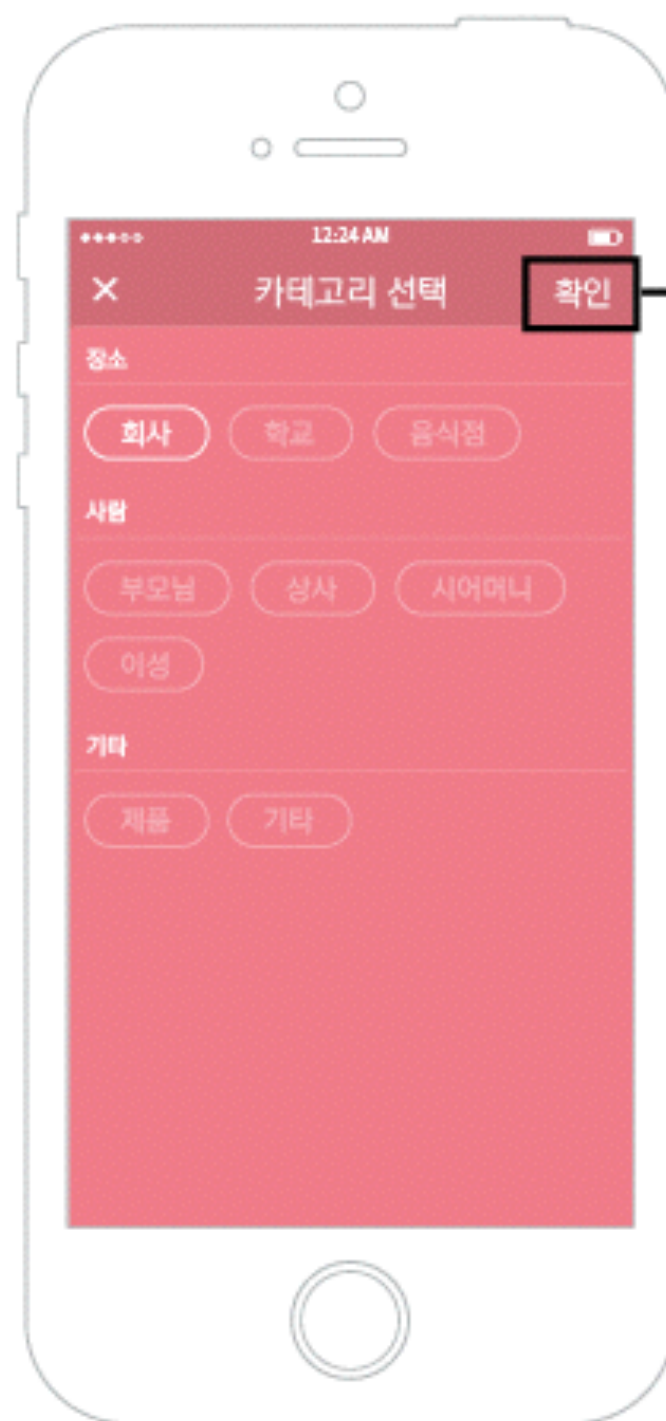 12:24 AM
× 카테고리 선택 확인
장소
회사 학교 음식점
사람
부모님 상사 시어머니
이성
기타
제품 기타